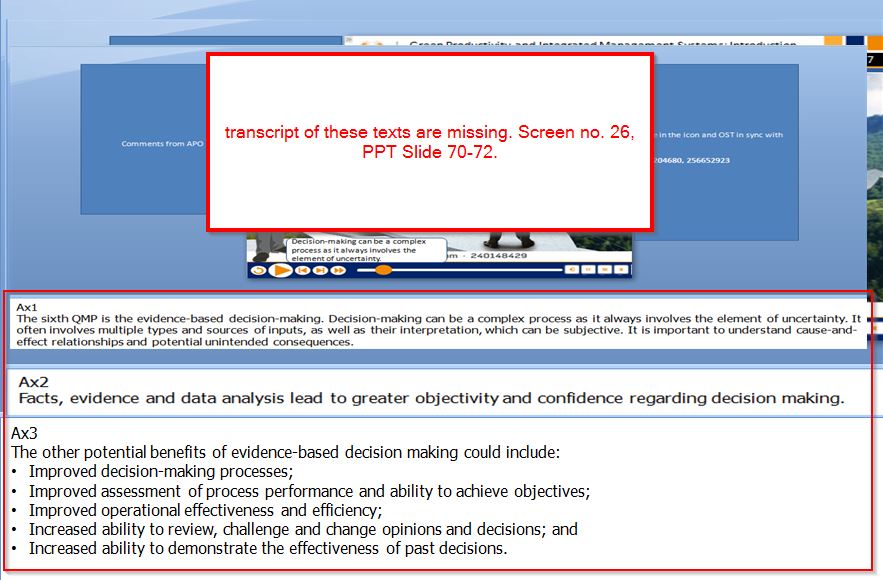 Green Productivity and Integrated Management Systems: Introduction
7
transcript of these texts are missing. Screen no. 26,
PPT Slide 70-72.
Comments from APO
in the icon and OST in sync with
204680, 256652923
Decision-making can be a complex
process as it always involves the
element of uncertainty.
240148429
Ax1
The sixth QMP is the evidence-based decision-making. Decision-making can be a complex process as it always involves the element of uncertainty. It
often involves multiple types and sources of inputs, as well as their interpretation, which can be subjective. It is important to understand cause-and-
effect relationships and potential unintended consequences.
Ax2
Facts, evidence and data analysis lead to greater objectivity and confidence regarding decision making.
Ax3
The other potential benefits of evidence-based decision making could include:
• Improved decision-making processes;
• Improved assessment of process performance and ability to achieve objectives;
• Improved operational effectiveness and efficiency;
• Increased ability to review, challenge and change opinions and decisions; and
• Increased ability to demonstrate the effectiveness of past decisions.